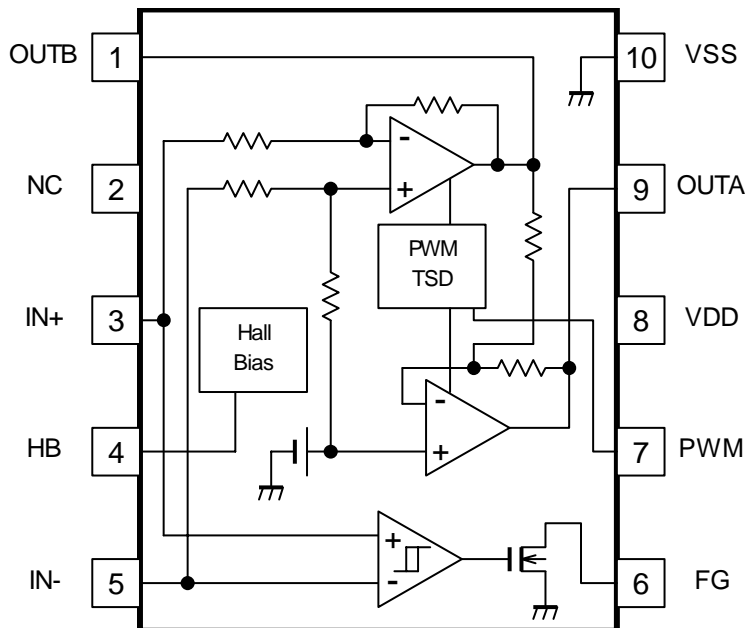 OUTB 1
10 VSS
-
+
NC 2
9 OUTA
PWM
TSD
IN+ 3
8 VDD
Hall
Bias
-
+
HB 4
7 PWM
+
-
IN- 5
6 FG